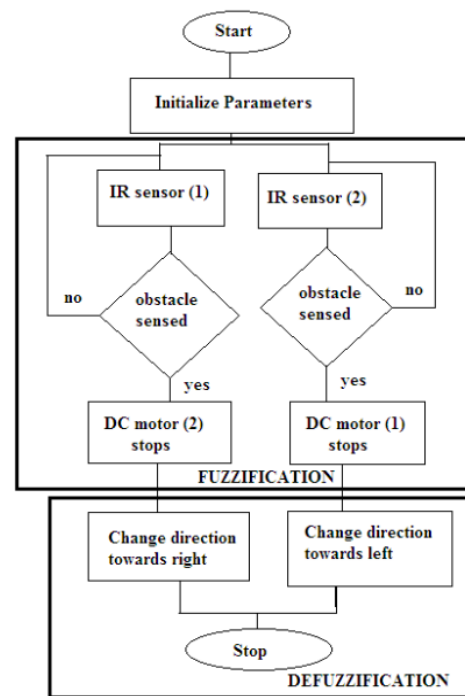 Start
Initialize Parameters
IR sensor (1)
IR sensor (2)
no
obstacle
sensed
obstacle
sensed
no
yes
yes
DC motor (2)
stops
DC motor (1)
stops
FUZZIFICATION
Change direction
towards right
Change direction
towards left
Stop
DEFUZZIFICATION